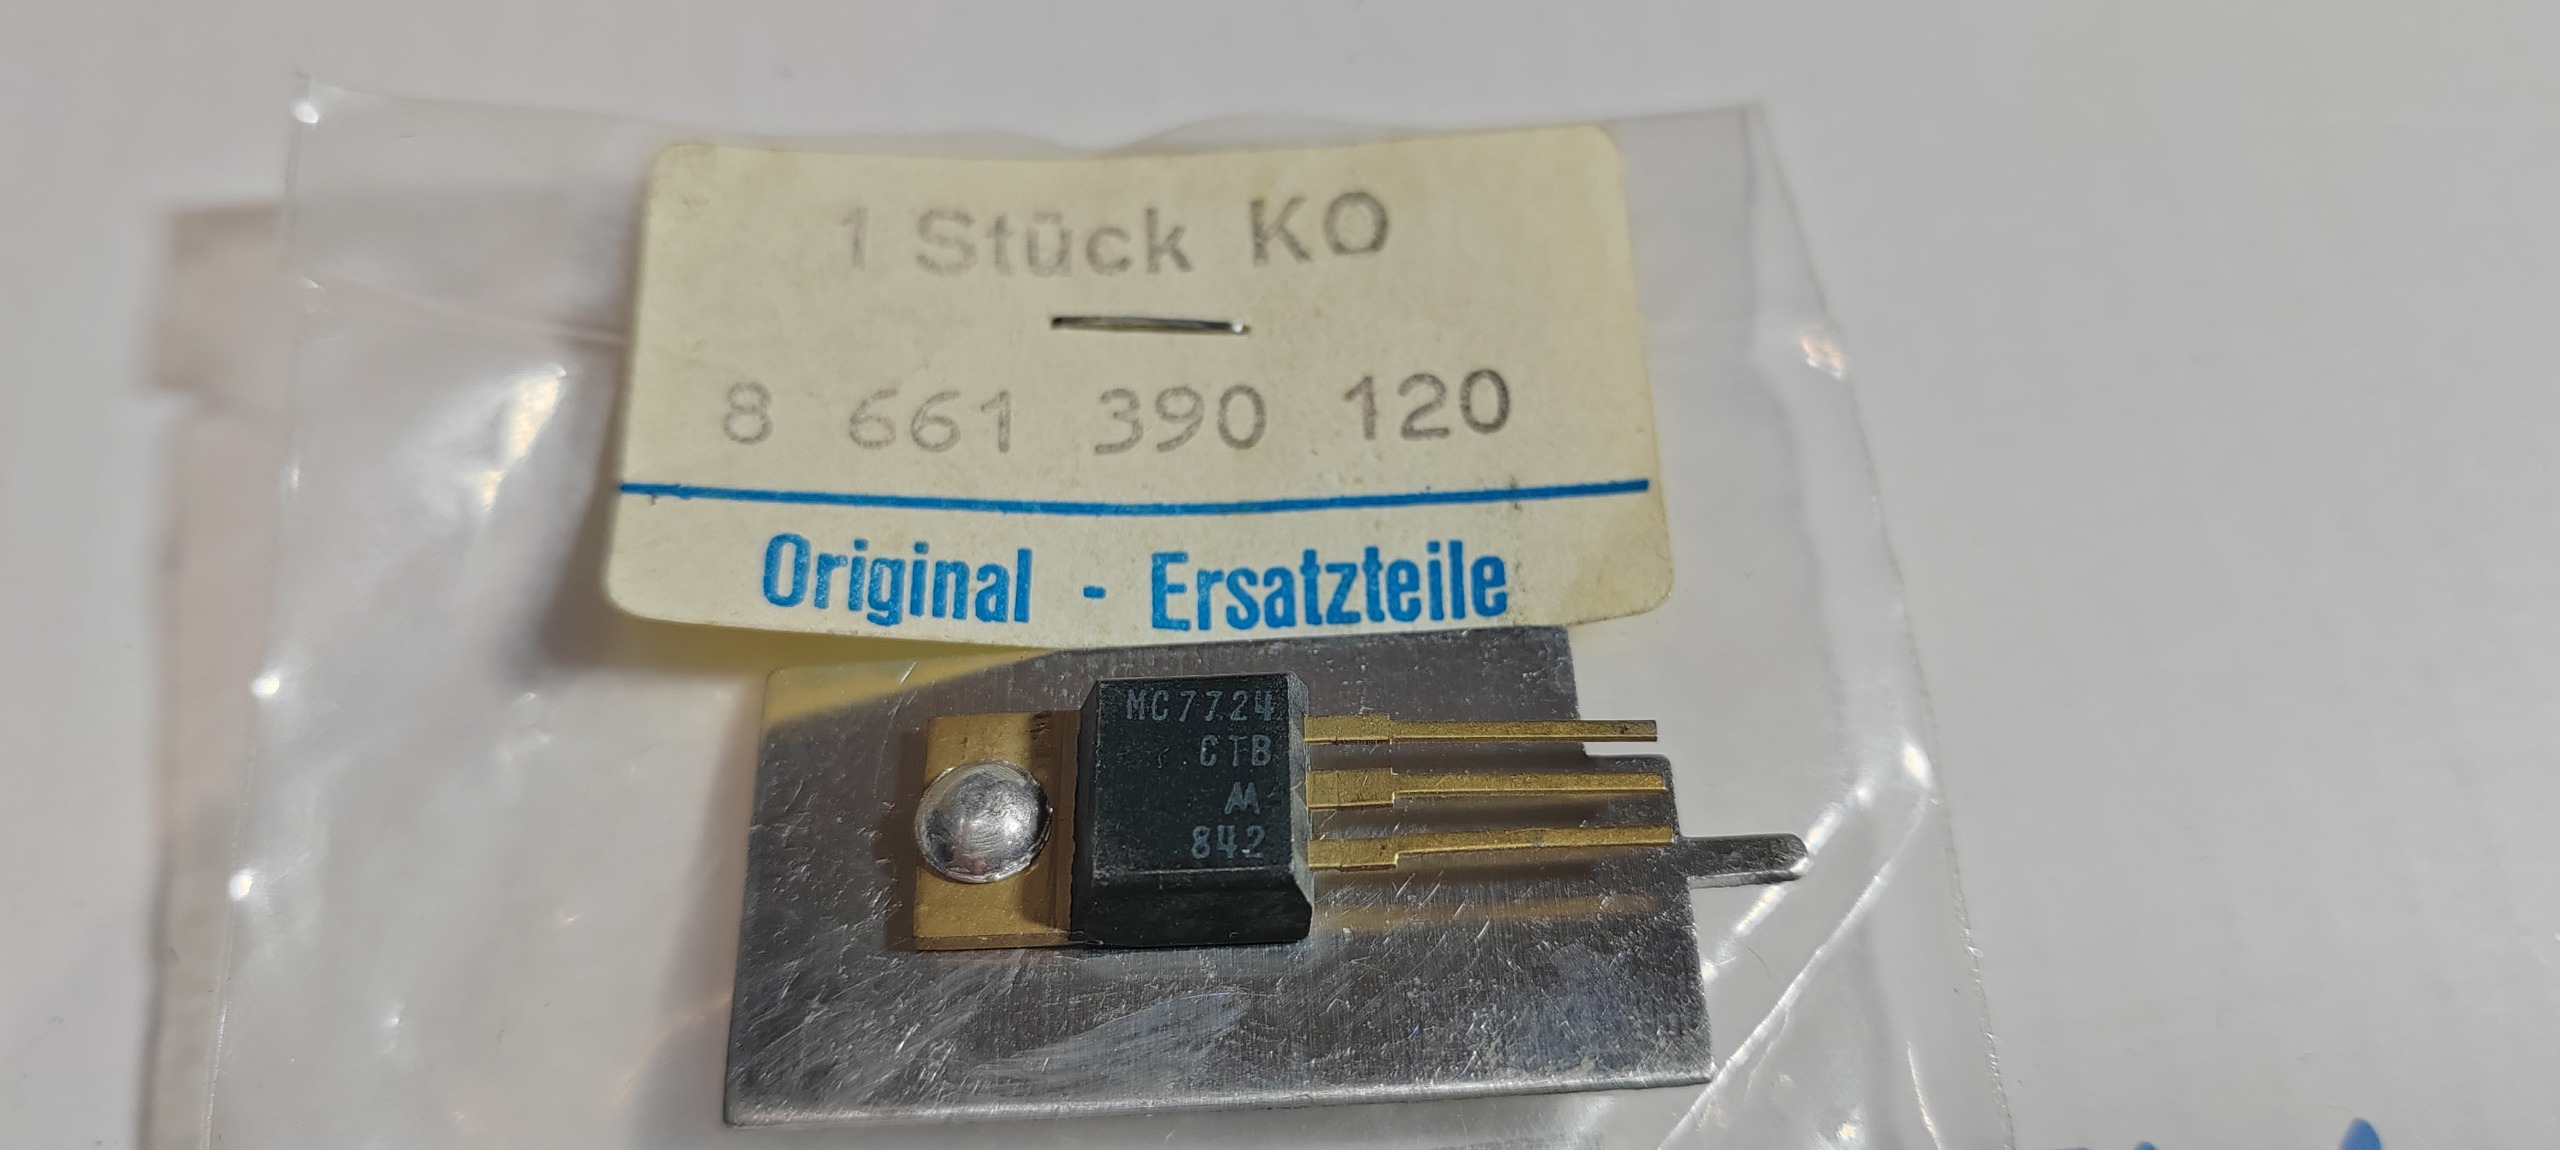 1 Stück KO
8 661 390 120
Original - Ersatzteile
MC7724
CTB
842